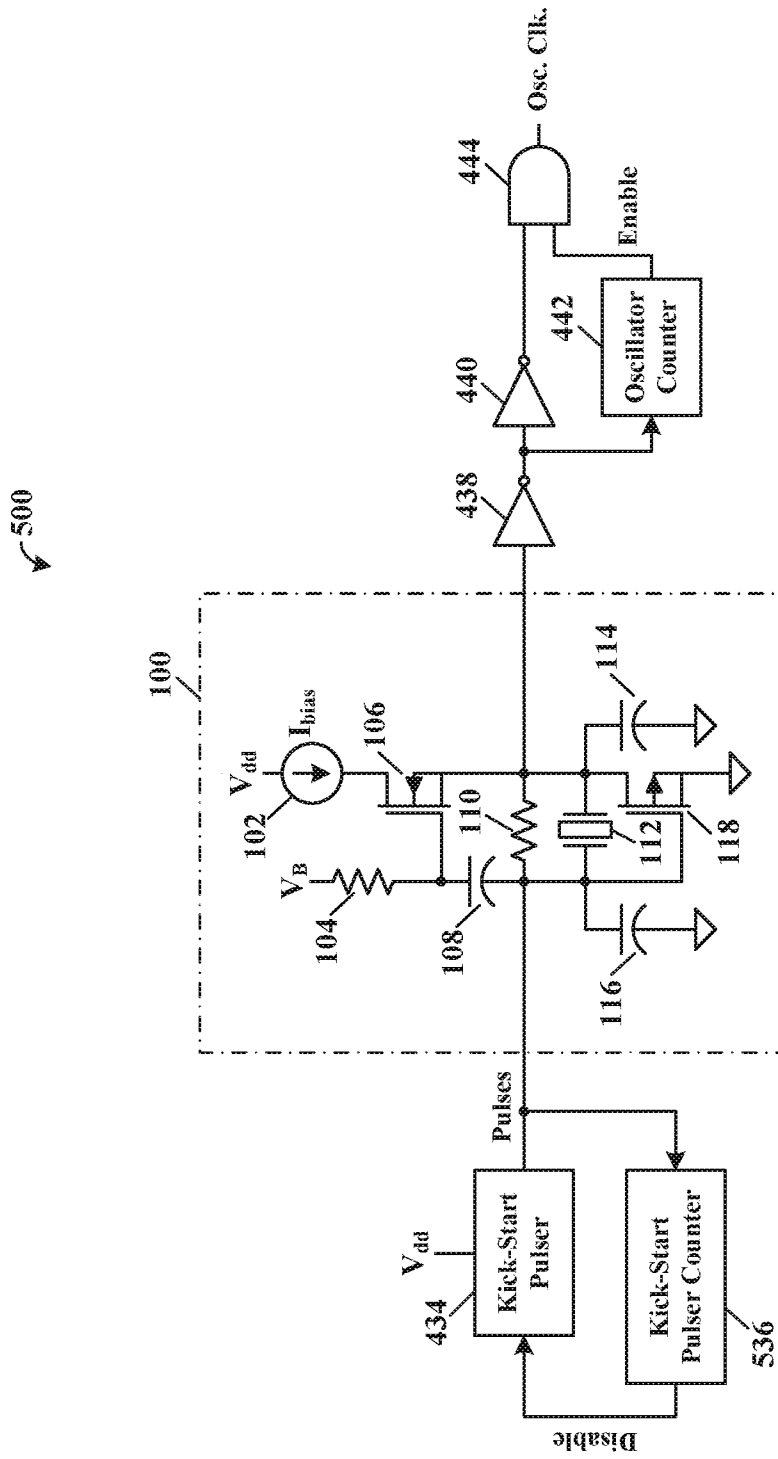 500
100
V_dd
I_bias
102
106
V_B
104
108
110
112
114
116
118
V_dd
434
Kick-Start
Pulser
Pulses
Kick-Start
Pulser Counter
536
Disable
438
440
444
Osc. Clk.
Enable
442
Oscillator
Counter